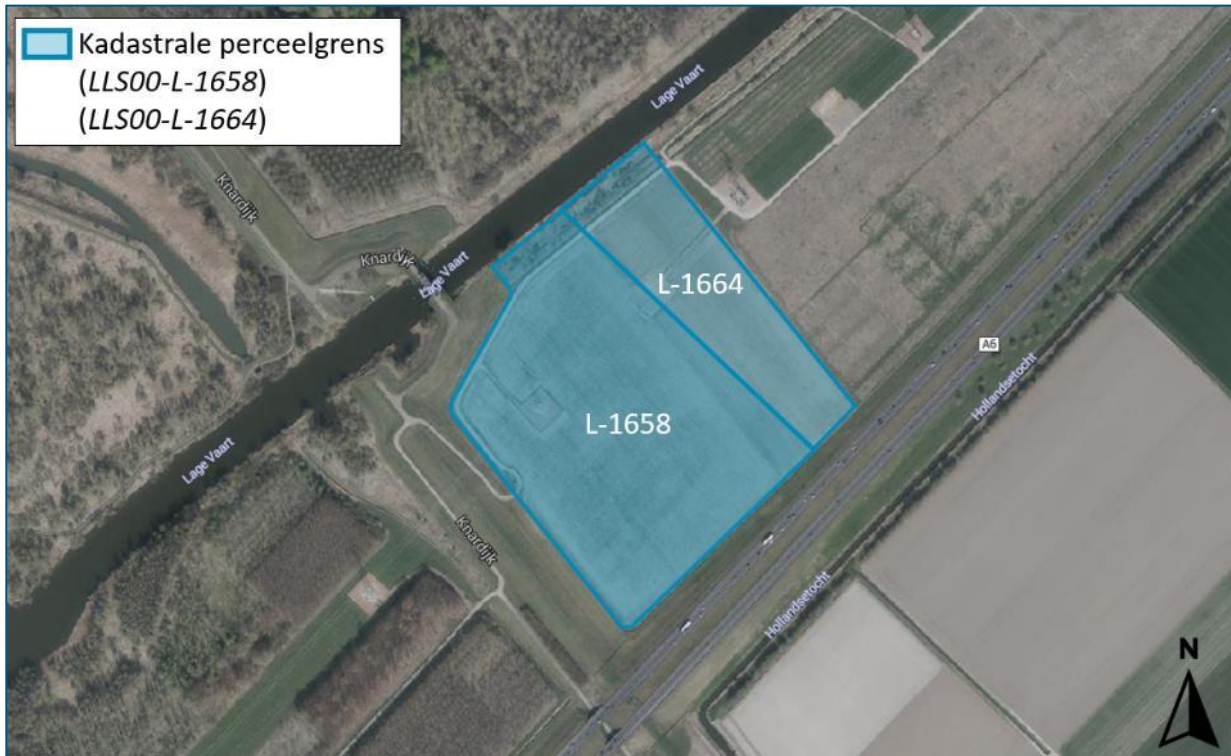 Kadastrale perceelgrens
(LLS00-L-1658)
(LLS00-L-1664)
Lage Vaart
Knardijk
Knardijk
Lage Vaart
L-1664
A6
Hollandsetocht
L-1658
Lage Vaart
Knardijk
Hollandsetocht
N